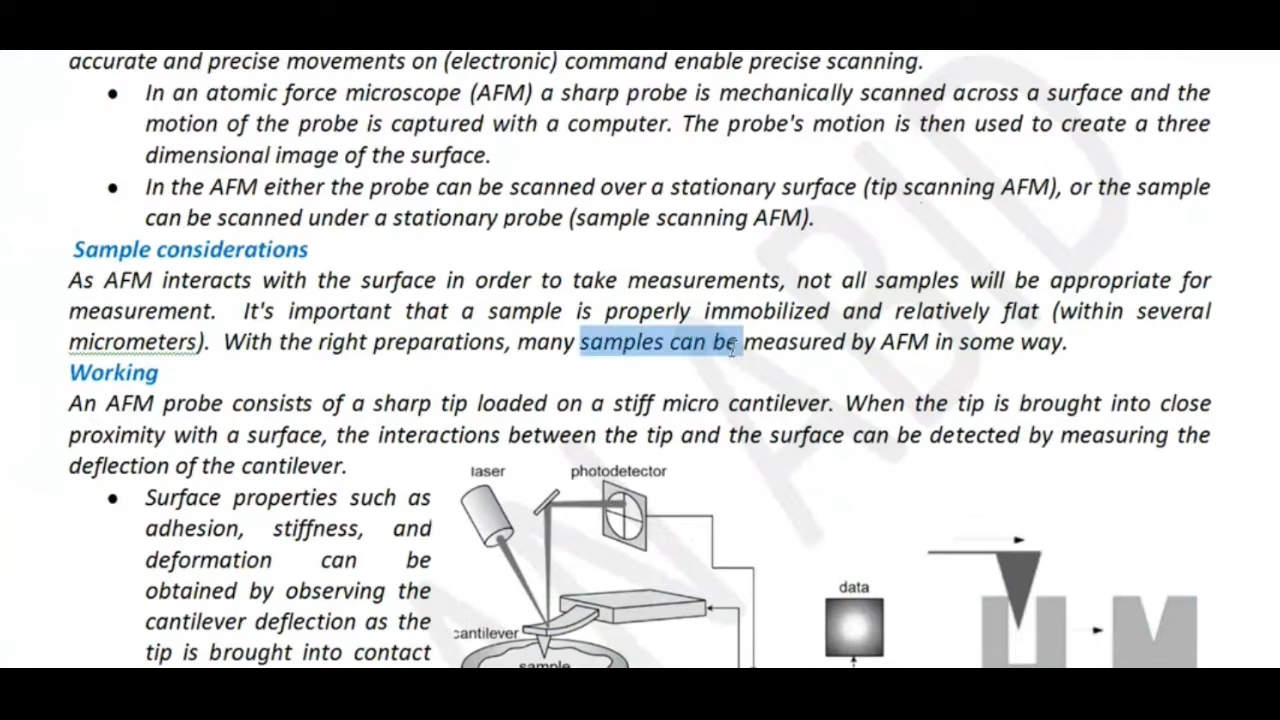 accurate and precise movements on (electronic) command enable precise scanning.
• In an atomic force microscope (AFM) a sharp probe is mechanically scanned across a surface and the
motion of the probe is captured with a computer. The probe's motion is then used to create a three
dimensional image of the surface.
• In the AFM either the probe can be scanned over a stationary surface (tip scanning AFM), or the sample
can be scanned under a stationary probe (sample scanning AFM).
Sample considerations
As AFM interacts with the surface in order to take measurements, not all samples will be appropriate for
measurement. It's important that a sample is properly immobilized and relatively flat (within several
micrometers). With the right preparations, many samples can be measured by AFM in some way.
Working
An AFM probe consists of a sharp tip loaded on a stiff micro cantilever. When the tip is brought into close
proximity with a surface, the interactions between the tip and the surface can be detected by measuring the
deflection of the cantilever.
• Surface properties such as
adhesion, stiffness, and
deformation can be
obtained by observing the
cantilever deflection as the
tip is brought into contact
laser
photodetector
cantilever
sample
data